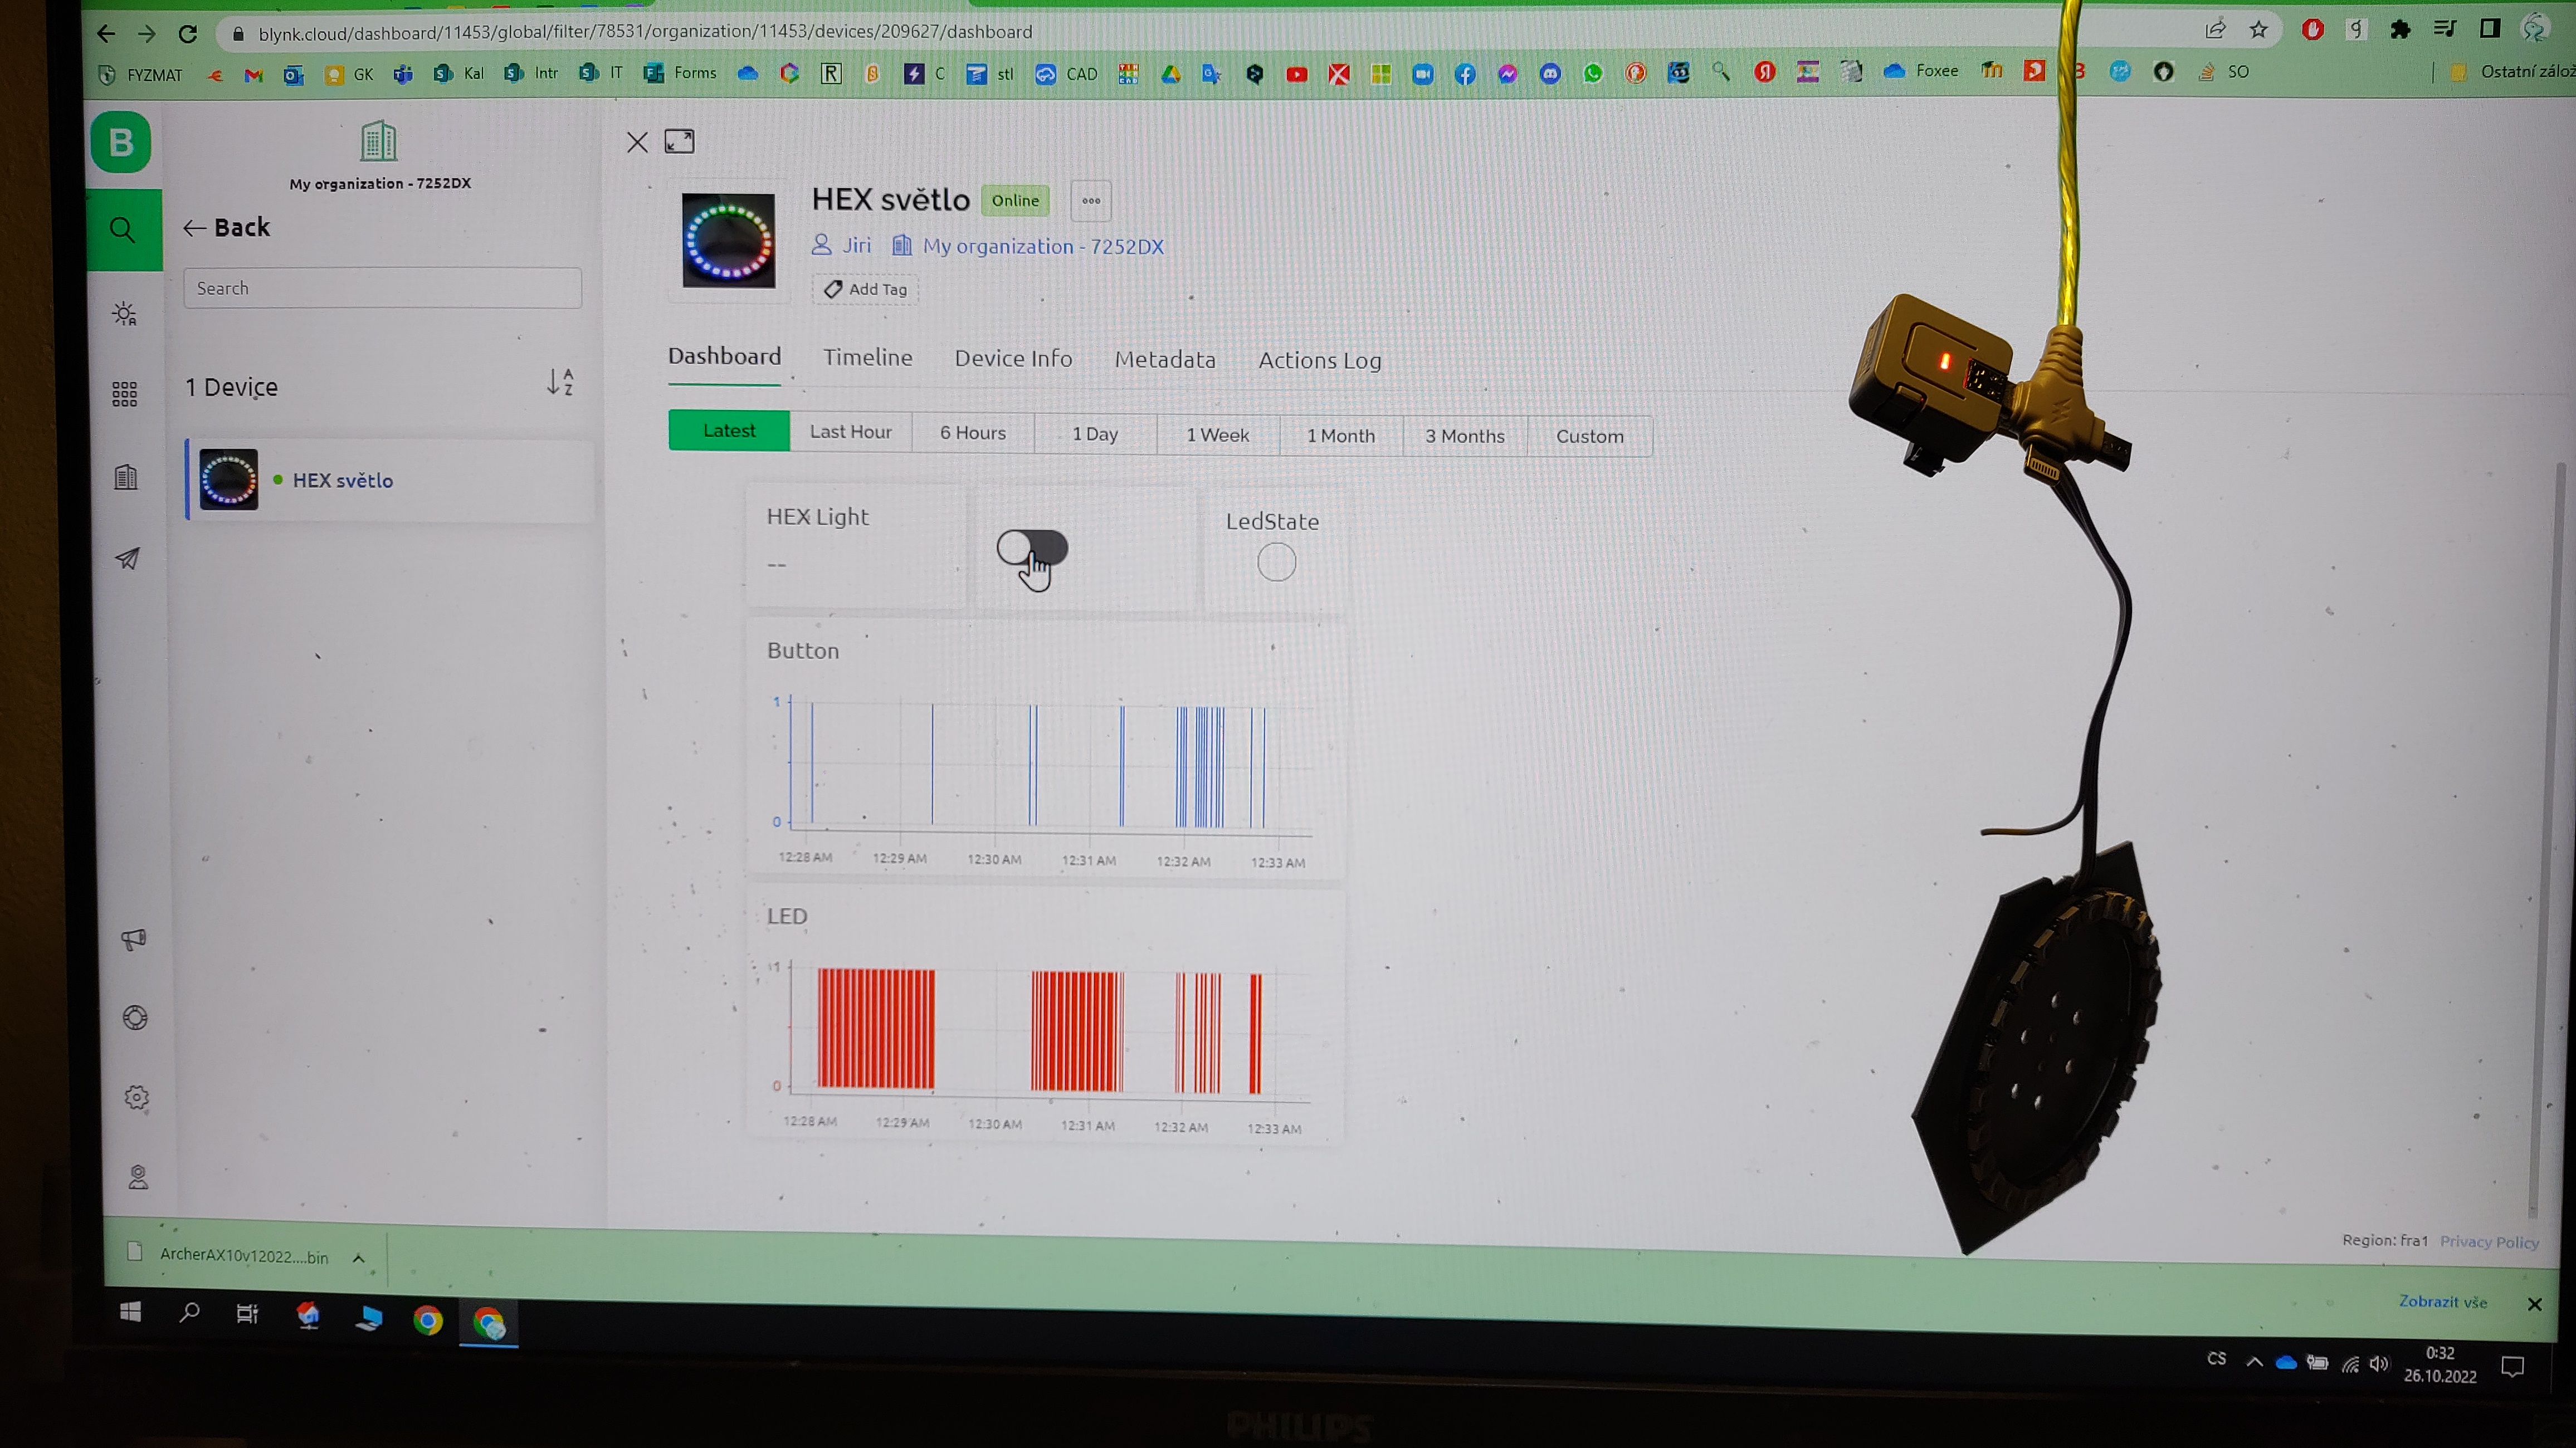 blynk.cloud/dashboard/11453/global/filter/78531/organization/11453/devices/209627/dashboard
FYZMAT GK Kal Intr IT Forms C stl CAD Foxee SO Ostatní zálož
B
My organization - 7252DX
Back
Search
1 Device
A
Z
HEX světlo
HEX světlo Online
Jiri My organization - 7252DX
Add Tag
Dashboard Timeline Device Info Metadata Actions Log
Latest Last Hour 6 Hours 1 Day 1 Week 1 Month 3 Months Custom
HEX Light
--
LedState
Button
1
0
12:28 AM 12:29 AM 12:30 AM 12:31 AM 12:32 AM 12:33 AM
LED
1
0
12:28 AM 12:29 AM 12:30 AM 12:31 AM 12:32 AM 12:33 AM
Region: fra1 Privacy Policy
ArcherAX10v12022....bin
Zobrazit vše
CS
0:32
26.10.2022
PHILIPS